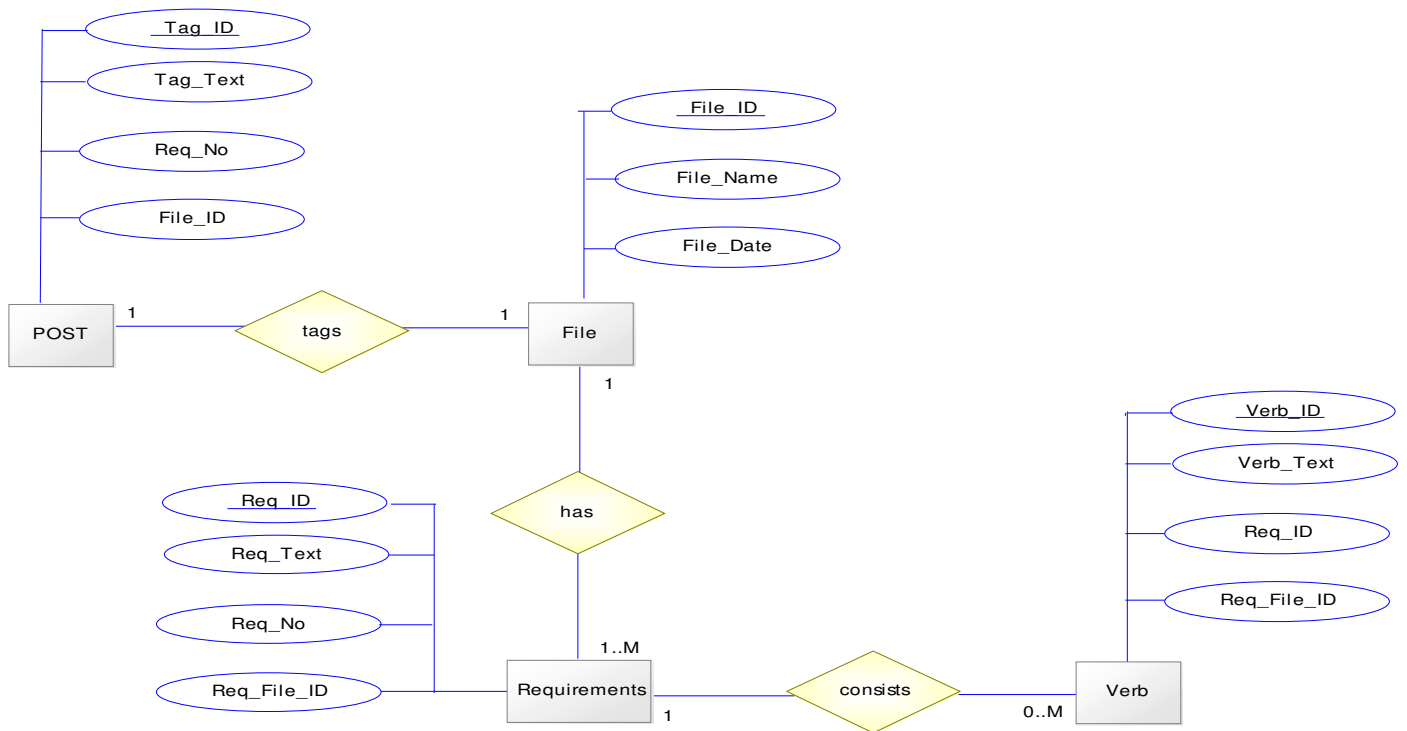 Tag_ID
Tag_Text
Req_No
File_ID
File_ID
File_Name
File_Date
POST
1
tags
1
File
1
has
1..M
Req_ID
Req_Text
Req_No
Req_File_ID
Requirements
1
consists
0..M
Verb
Verb_ID
Verb_Text
Req_ID
Req_File_ID